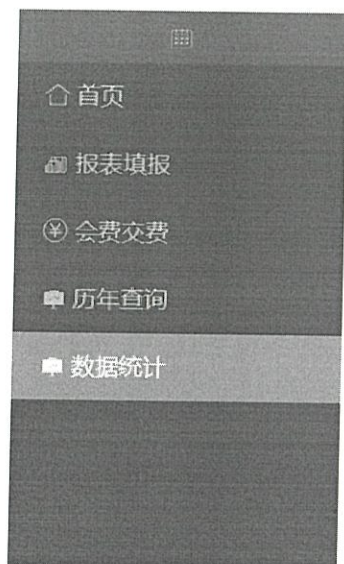 首页
报表填报
会费交费
历年查询
数据统计